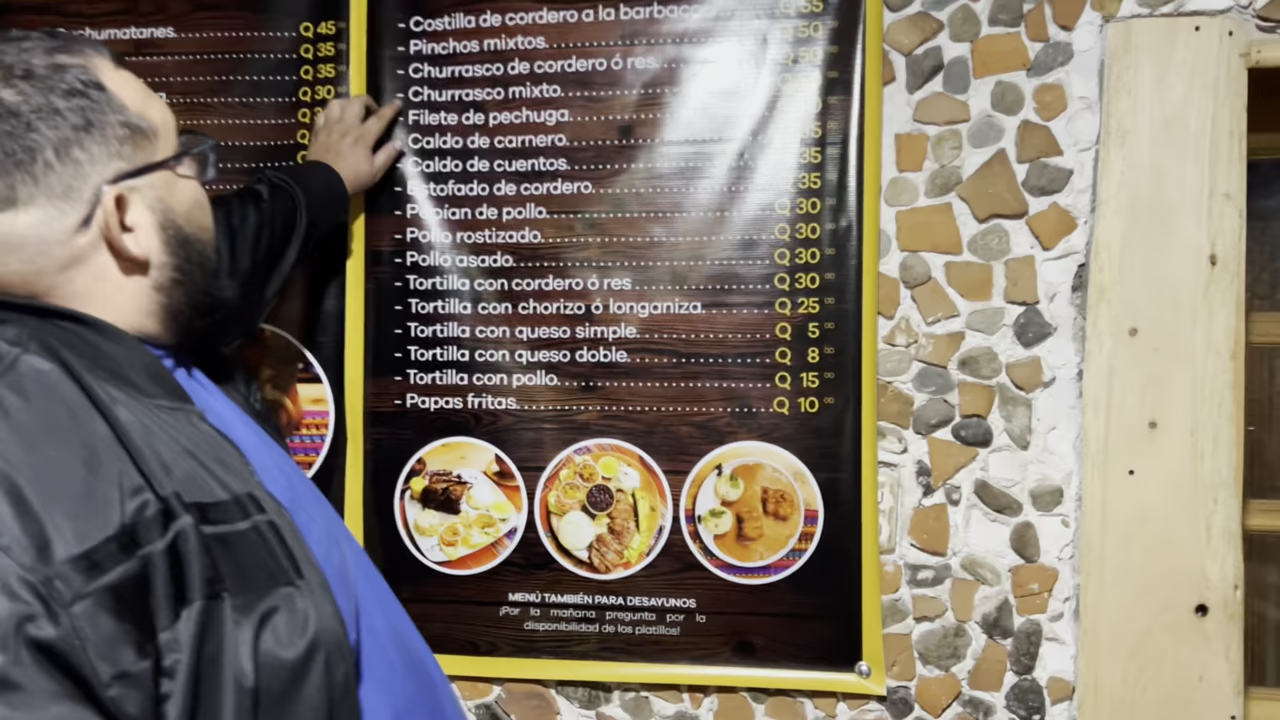 Q 45
Q 35
Q 35
Q 30
- Costilla de cordero a la barbaco Q 55
- Pinchos mixtos 50
- Churrasco de cordero ó res 50
- Churrasco mixto
- Filete de pechuga
- Caldo de carnero 35
- Caldo de cuentos 35
- Estofado de cordero 35
- Pepian de pollo Q 30
- Pollo rostizado Q 30
- Pollo asado Q 30
- Tortilla con cordero ó res Q 30
- Tortilla con chorizo ó longaniza Q 25
- Tortilla con queso simple Q 5
- Tortilla con queso doble Q 8
- Tortilla con pollo Q 15
- Papas fritas Q 10
MENÚ TAMBIÉN PARA DESAYUNOS
¡Por la mañana pregunta por la
disponibilidad de los platillos!